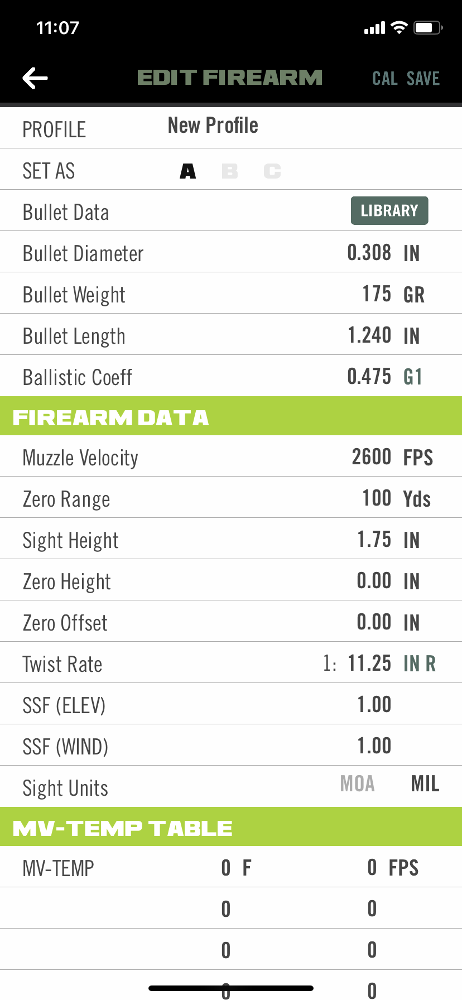 11:07
EDIT FIREARM CAL SAVE
PROFILE New Profile
SET AS A B C
Bullet Data LIBRARY
Bullet Diameter 0.308 IN
Bullet Weight 175 GR
Bullet Length 1.240 IN
Ballistic Coeff 0.475 G1
FIREARM DATA
Muzzle Velocity 2600 FPS
Zero Range 100 Yds
Sight Height 1.75 IN
Zero Height 0.00 IN
Zero Offset 0.00 IN
Twist Rate 1: 11.25 IN R
SSF (ELEV) 1.00
SSF (WIND) 1.00
Sight Units MOA MIL
MV-TEMP TABLE
MV-TEMP 0 F 0 FPS
0 0
0 0
0 0